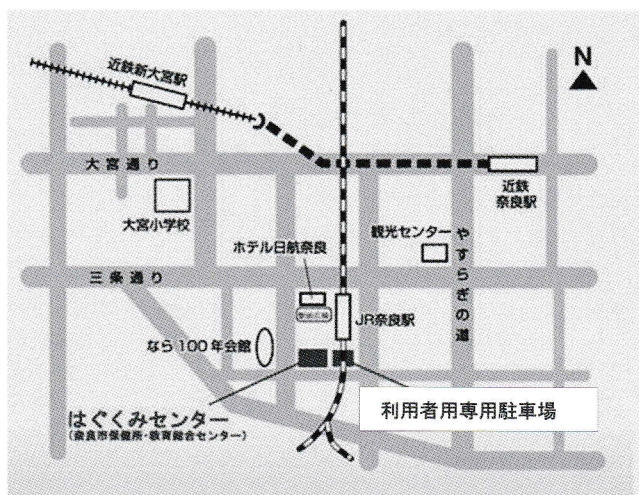 近鉄新大宮駅
N
大宮通り
近鉄
奈良駅
大宮小学校
観光センター
やすらぎの道
ホテル日航奈良
三条通り
JR奈良駅
なら100年会館
はぐくみセンター
(奈良市保健所・教育総合センター)
利用者用専用駐車場